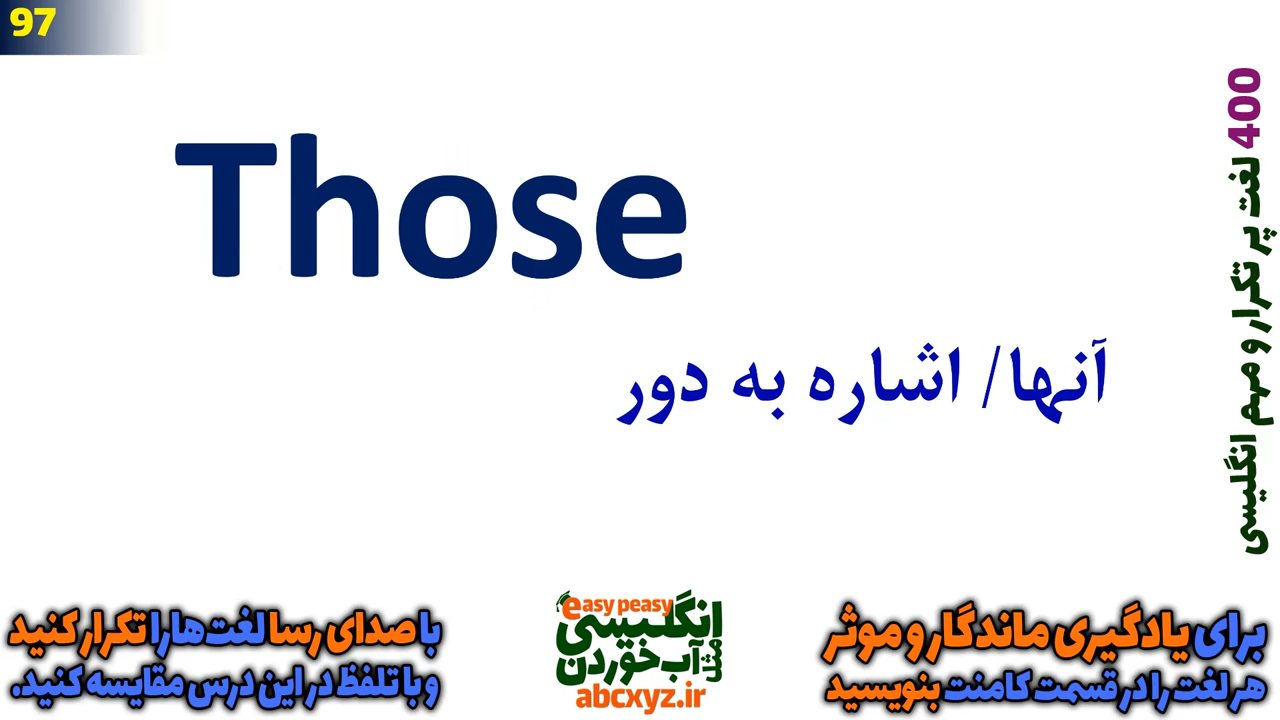 97
Those
آنها/ اشاره به دور
400 لغت پر تکرار و مهم انگلیسی
برای یادگیری ماندگار و موثر
هر لغت را در قسمت کامنت بنویسید
easy peasy
انگلیسی
مثل آب خوردن
abcxyz.ir
با صدای رسا لغت‌ها را تکرار کنید
و با تلفظ در این درس مقایسه کنید.